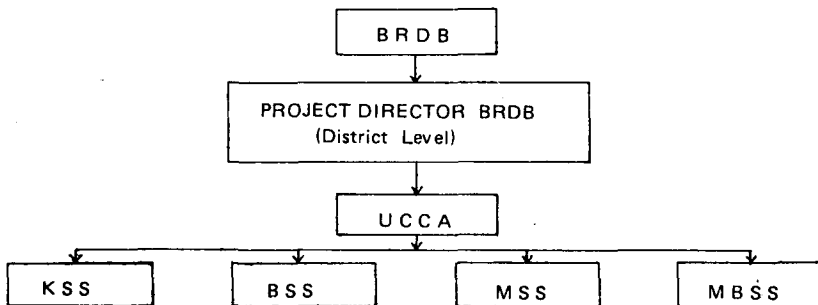 BRDB
PROJECT DIRECTOR BRDB
(District Level)
UCCA
KSS BSS MSS MBSS